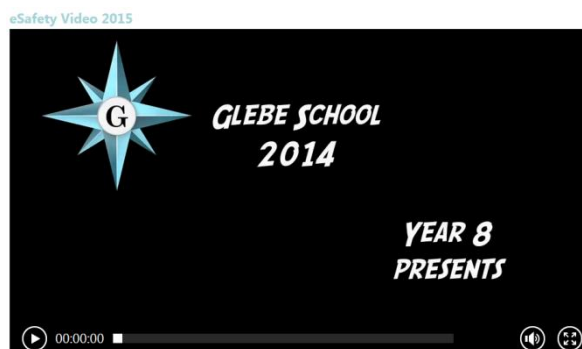 eSafety Video 2015
G
GLEBE SCHOOL
2014
YEAR 8
PRESENTS
00:00:00